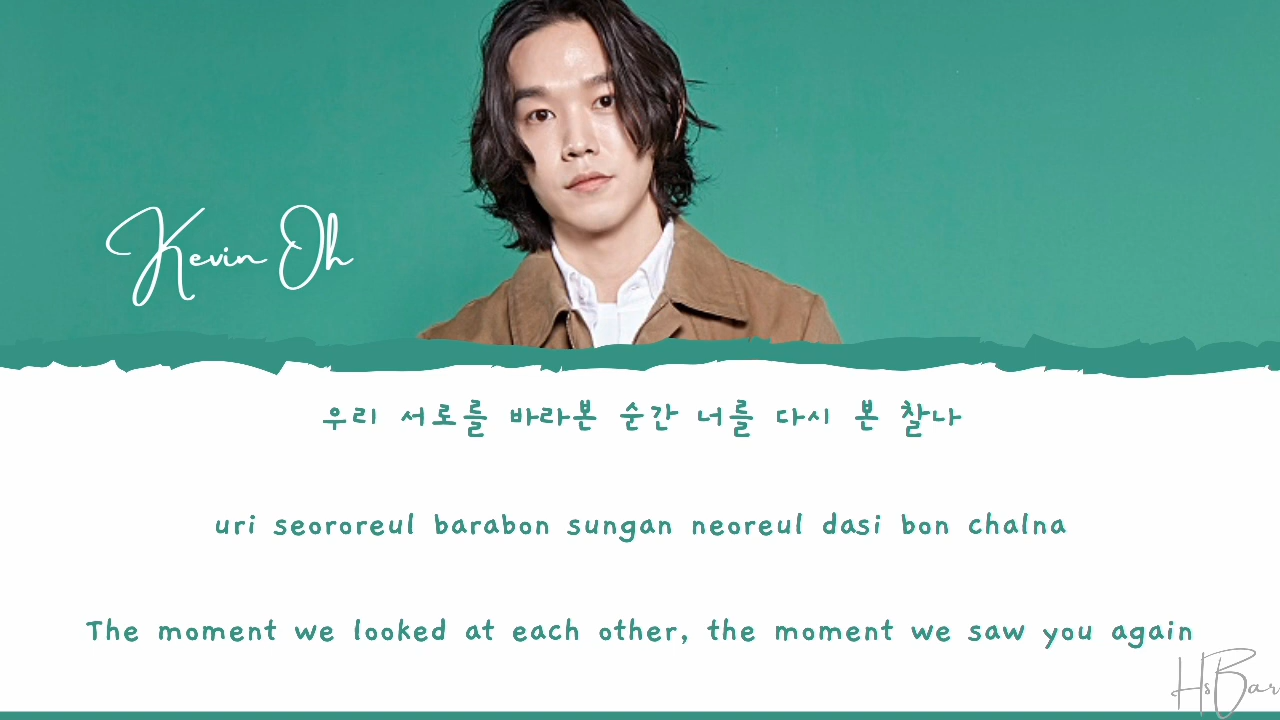 Kevin Oh
우리 서로를 바라본 순간 너를 다시 본 찰나
uri seororeul barabon sungan neoreul dasi bon chalna
The moment we looked at each other, the moment we saw you again